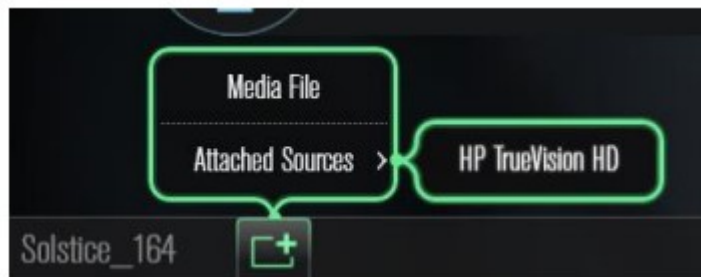 Media File
Attached Sources >
HP TrueVision HD
Solstice_164